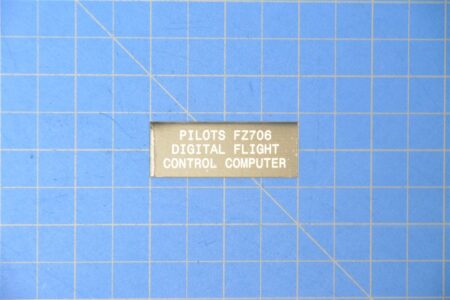 PILOTS FZ706
DIGITAL FLIGHT
CONTROL COMPUTER